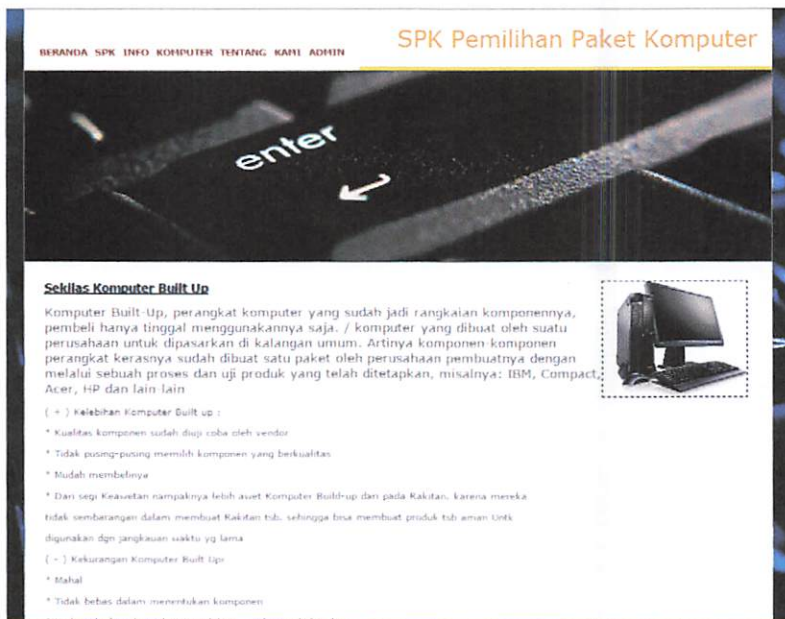 SPK Pemilihan Paket Komputer
BERANDA SPK INFO KOMPUTER TENTANG KAMI ADMIN
enter
Sekilas Komputer Built Up
Komputer Built-Up, perangkat komputer yang sudah jadi rangkaian komponennya,
pembeli hanya tinggal menggunakannya saja. / komputer yang dibuat oleh suatu
perusahaan untuk dipasarkan di kalangan umum. Artinya komponen-komponen
perangkat kerasnya sudah dibuat satu paket oleh perusahaan pembuatnya dengan
melalui sebuah proses dan uji produk yang telah ditetapkan, misalnya: IBM, Compact,
Acer, HP dan lain-lain
( + ) Kelebihan Komputer Built up :
* Kualitas komponen sudah diuji coba oleh vendor
* Tidak pusing-pusing memilih komponen yang berkualitas
* Mudah membelinya
* Dari segi Keawetan nampaknya lebih awet Komputer Build-up dari pada Rakitan, karena mereka
tidak sembarangan dalam membuat Rakitan tsb, sehingga bisa membuat produk tsb aman Untk
digunakan dgn jangkauan waktu yg lama
( - ) Kekurangan Komputer Built Up:
* Mahal
* Tidak bebas dalam menentukan komponen